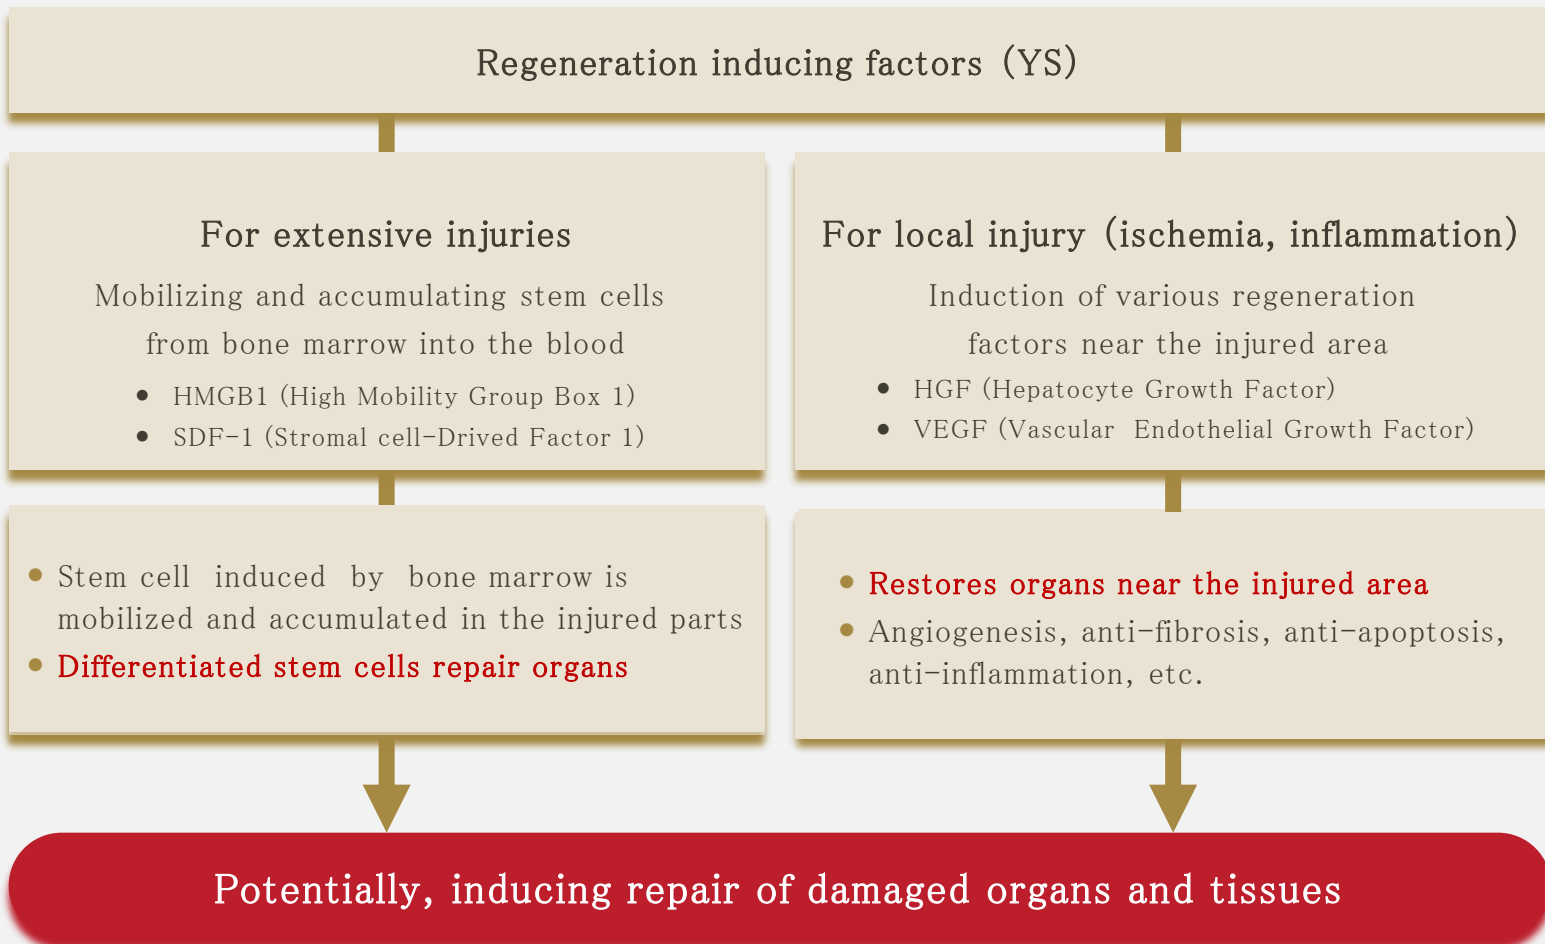 Regeneration inducing factors (YS)
For extensive injuries
Mobilizing and accumulating stem cells
from bone marrow into the blood
• HMGB1 (High Mobility Group Box 1)
• SDF-1 (Stromal cell-Drived Factor 1)
For local injury (ischemia, inflammation)
Induction of various regeneration
factors near the injured area
• HGF (Hepatocyte Growth Factor)
• VEGF (Vascular Endothelial Growth Factor)
• Stem cell induced by bone marrow is
mobilized and accumulated in the injured parts
• Differentiated stem cells repair organs
• Restores organs near the injured area
• Angiogenesis, anti-fibrosis, anti-apoptosis,
anti-inflammation, etc.
Potentially, inducing repair of damaged organs and tissues